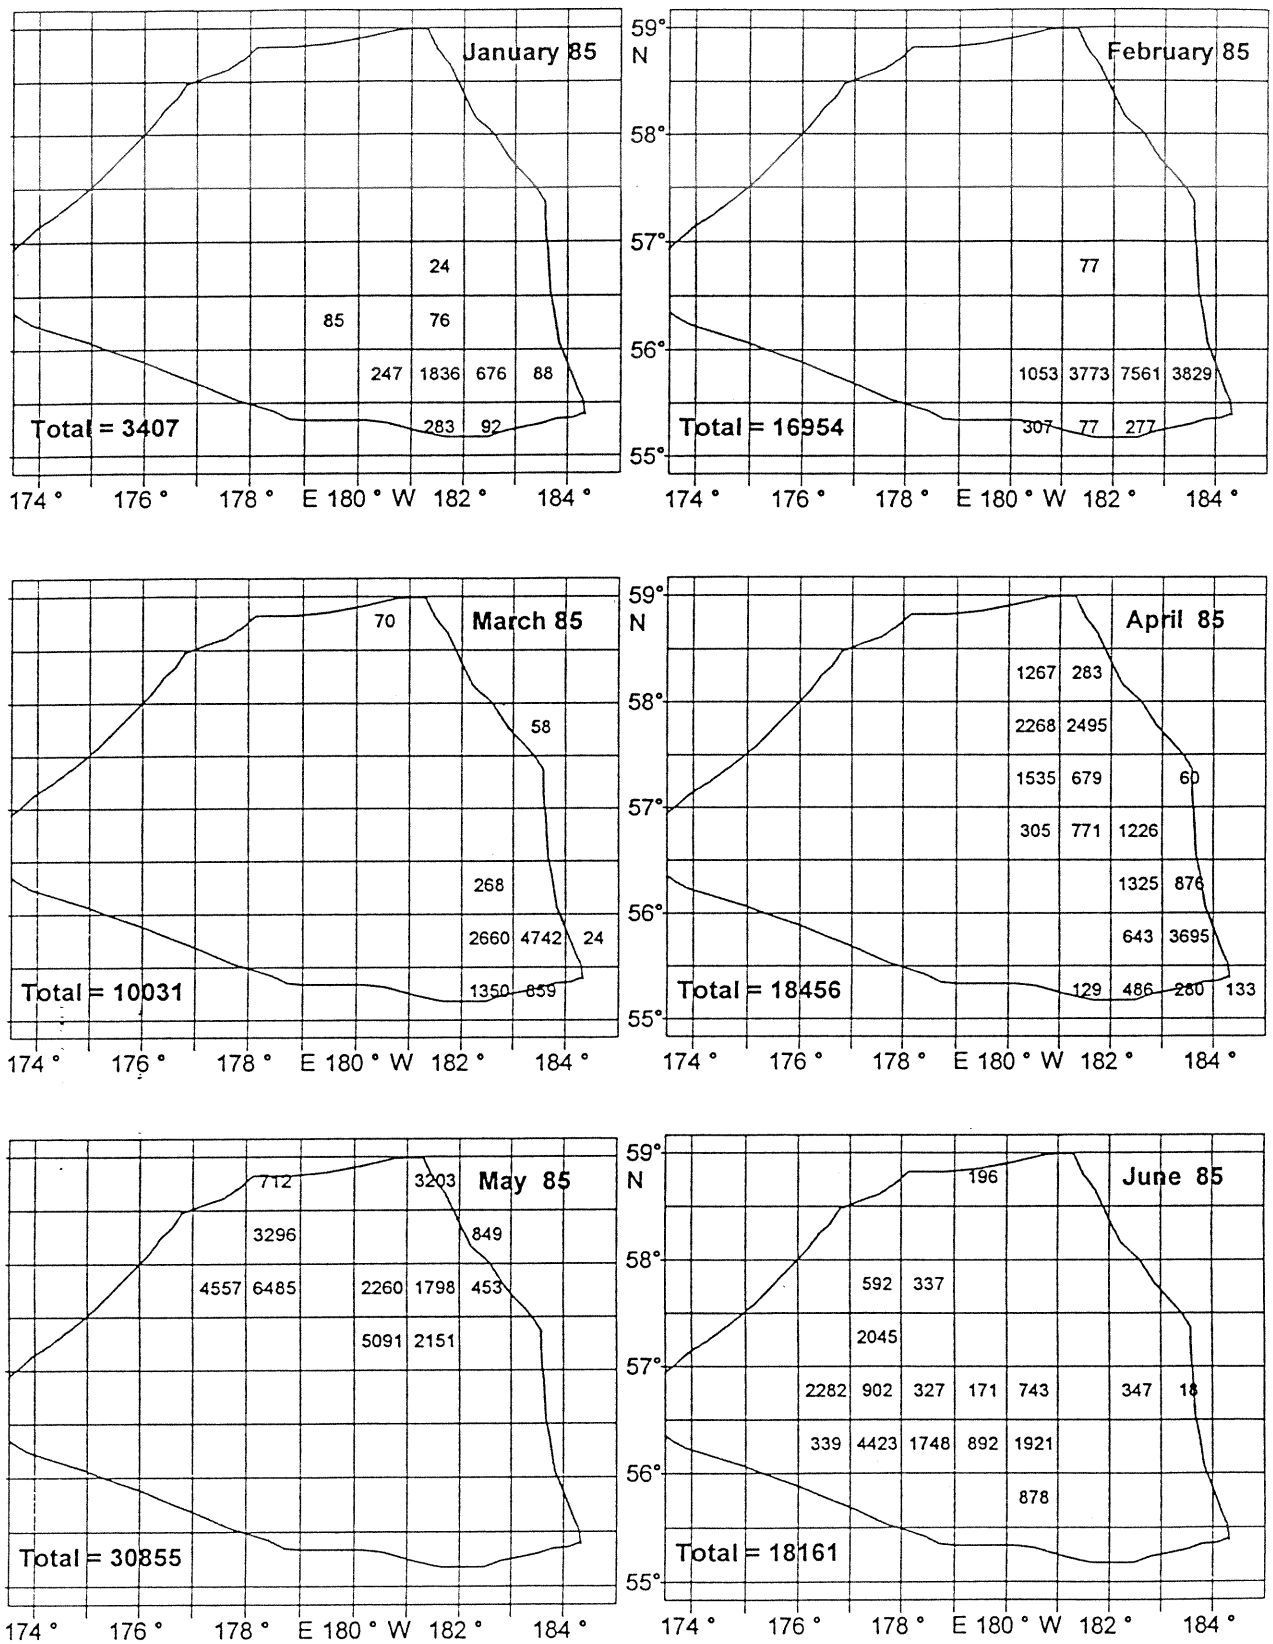 January 85
24
85 76
247 1836 676 88
Total = 3407 283 92
174 ° 176 ° 178 ° E 180 ° W 182 ° 184 °
59° February 85
N
58°
57°
77
56°
1053 3773 7561 3829
Total = 16954 307 77 277
55°
174 ° 176 ° 178 ° E 180 ° W 182 ° 184 °
70 March 85
58
268
2660 4742 24
Total = 10031 1350 859
174 ° 176 ° 178 ° E 180 ° W 182 ° 184 °
59°
N April 85
1267 283
58°
2268 2495
1535 679 60
57°
305 771 1226
1325 876
56°
643 3695
Total = 18456 129 486 280 133
55°
174 ° 176 ° 178 ° E 180 ° W 182 ° 184 °
712 3203 May 85
3296 849
4557 6485 2260 1798 453
5091 2151
Total = 30855
174 ° 176 ° 178 ° E 180 ° W 182 ° 184 °
59°
N 196 June 85
58°
592 337
2045
57°
2282 902 327 171 743 347 18
339 4423 1748 892 1921
56°
878
Total = 18161
55°
174 ° 176 ° 178 ° E 180 ° W 182 ° 184 °